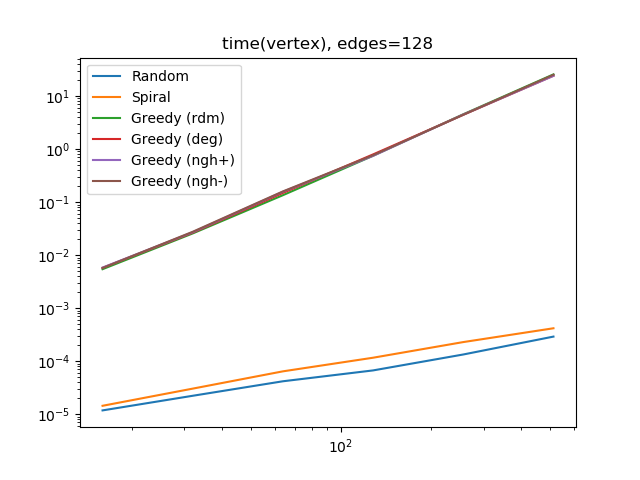 time(vertex), edges=128
Random
Spiral
Greedy (rdm)
Greedy (deg)
Greedy (ngh+)
Greedy (ngh-)
10¹
10⁰
10⁻¹
10⁻²
10⁻³
10⁻⁴
10⁻⁵
10²